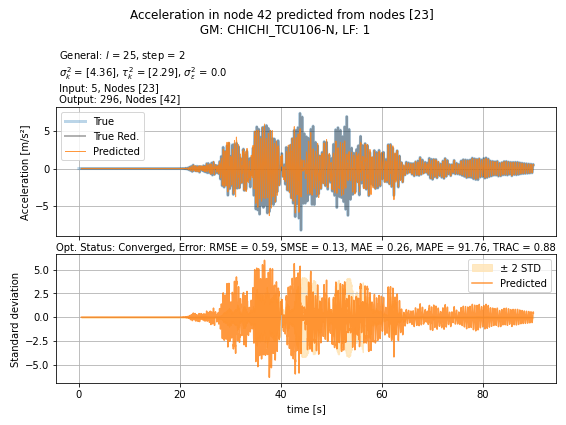 Acceleration in node 42 predicted from nodes [23]
GM: CHICHI_TCU106-N, LF: 1
General: l = 25, step = 2
σ²ₖ = [4.36], τ²ₖ = [2.29], σ²ε = 0.0
Input: 5, Nodes [23]
Output: 296, Nodes [42]
Acceleration [m/s²]
5
0
−5
True
True Red.
Predicted
Opt. Status: Converged, Error: RMSE = 0.59, SMSE = 0.13, MAE = 0.26, MAPE = 91.76, TRAC = 0.88
Standard deviation
5.0
2.5
0.0
−2.5
−5.0
± 2 STD
Predicted
0 20 40 60 80
time [s]